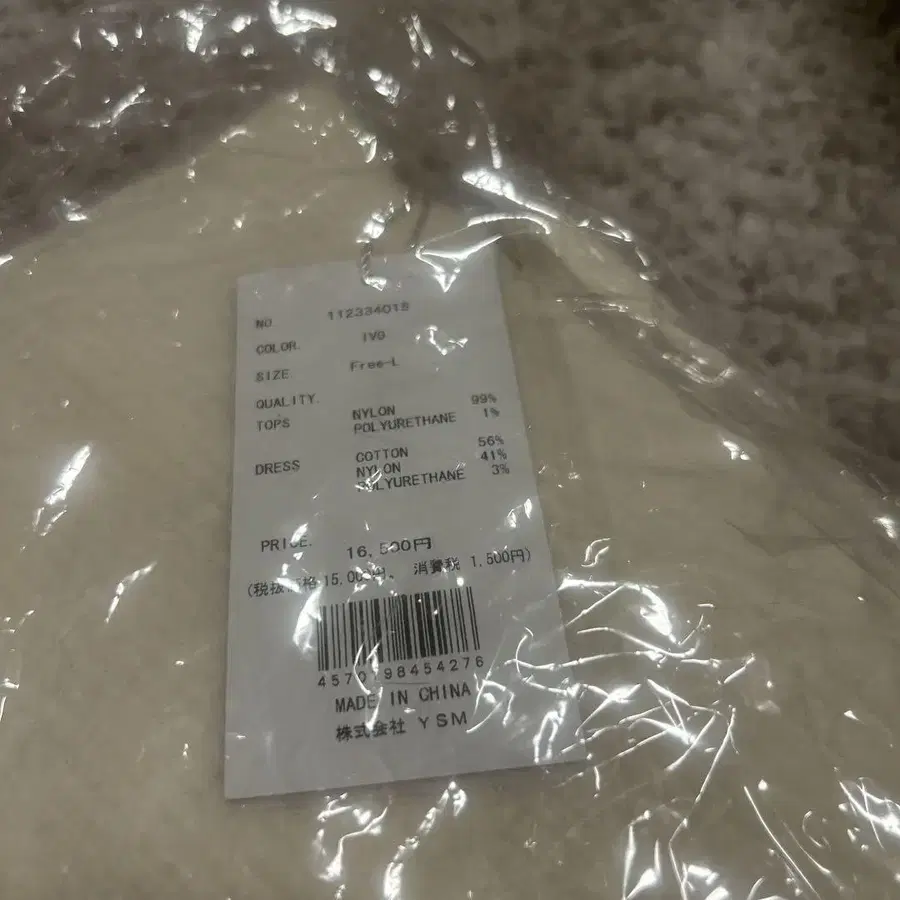 NO. 112334015
COLOR. IVO
SIZE Free-L
QUALITY.
TOPS NYLON 99%
POLYURETHANE 1%
DRESS COTTON 56%
NYLON 41%
POLYURETHANE 3%
PRICE. 16,500円
(税抜価格 15,000円、 消費税 1,500円)
4570198454276
MADE IN CHINA
株式会社 YSM